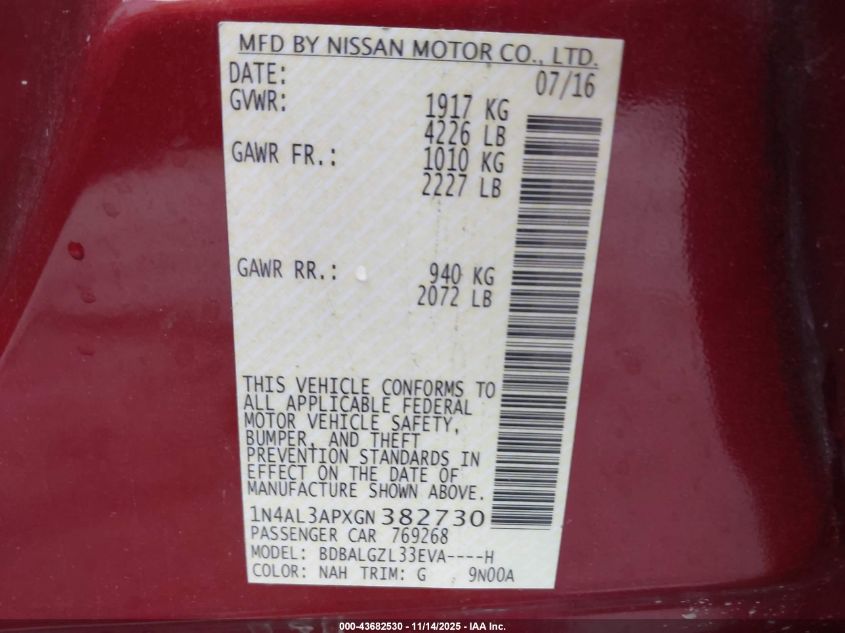 MFD BY NISSAN MOTOR CO., LTD.
DATE: 07/16
GVWR: 1917 KG
4226 LB
GAWR FR.: 1010 KG
2227 LB
GAWR RR.: 940 KG
2072 LB
THIS VEHICLE CONFORMS TO
ALL APPLICABLE FEDERAL
MOTOR VEHICLE SAFETY,
BUMPER, AND THEFT
PREVENTION STANDARDS IN
EFFECT ON THE DATE OF
MANUFACTURE SHOWN ABOVE.
1N4AL3APXGN382730
PASSENGER CAR 769268
MODEL: BDBALGZL33EVA----H
COLOR: NAH TRIM: G 9N00A
000-43682530 - 11/14/2025 - IAA Inc.